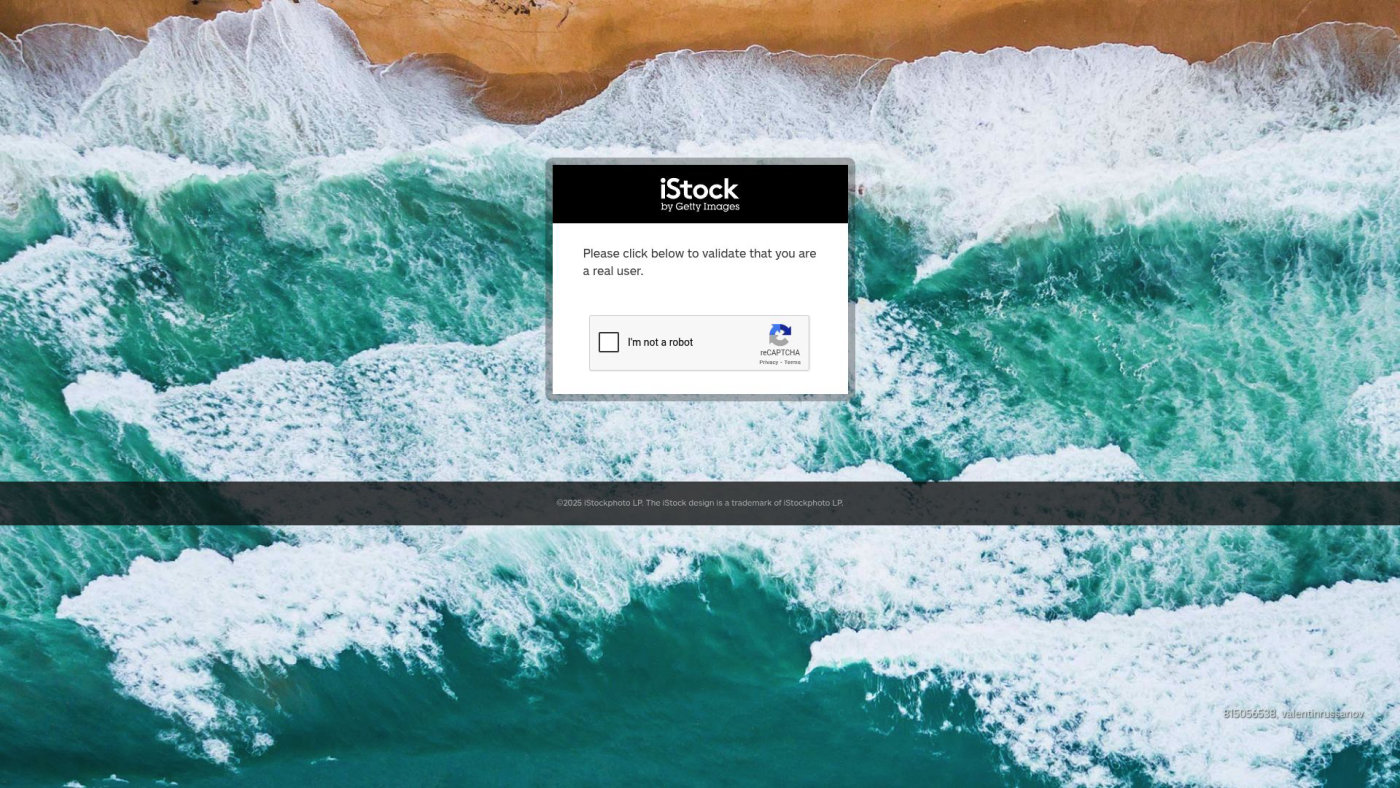 iStock
by Getty Images
Please click below to validate that you are
a real user.
I'm not a robot
reCAPTCHA
Privacy - Terms
©2025 iStockphoto LP. The iStock design is a trademark of iStockphoto LP.
815056538, valentinrussanov